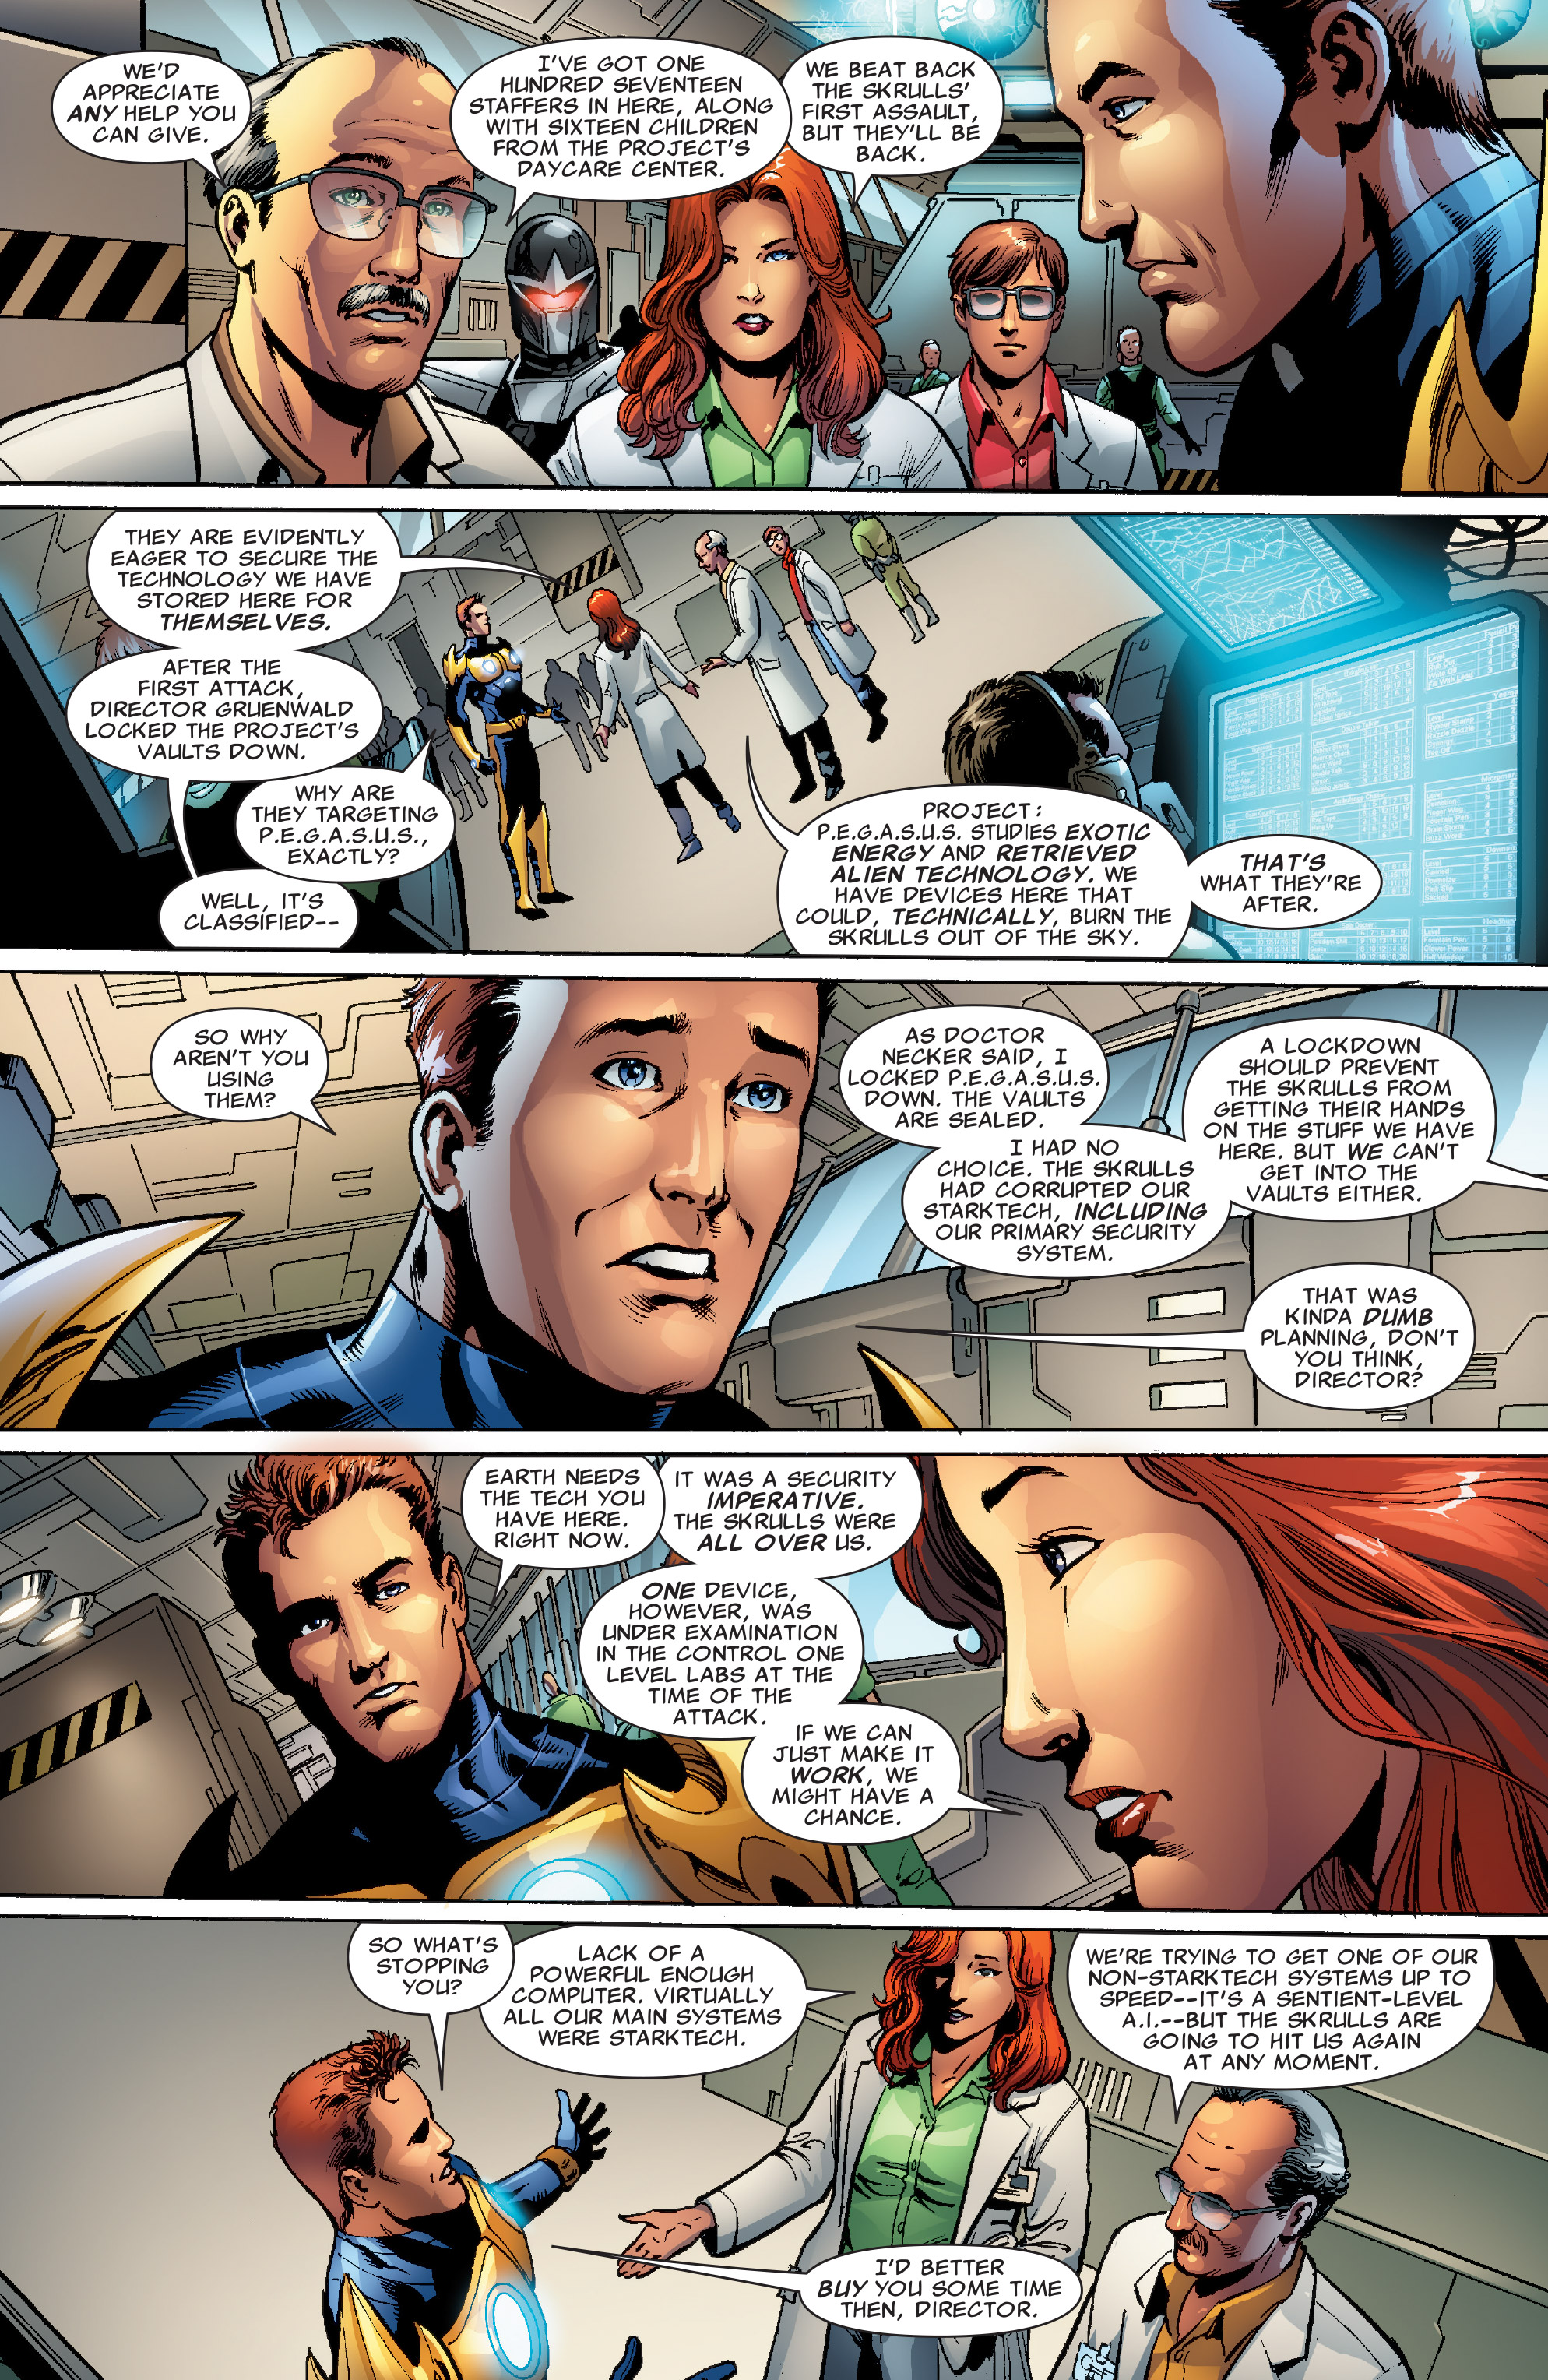 WE'D
APPRECIATE
ANY HELP YOU
CAN GIVE.
I'VE GOT ONE
HUNDRED SEVENTEEN
STAFFERS IN HERE, ALONG
WITH SIXTEEN CHILDREN
FROM THE PROJECT'S
DAYCARE CENTER.
WE BEAT BACK
THE SKRULLS'
FIRST ASSAULT,
BUT THEY'LL BE
BACK.
THEY ARE EVIDENTLY
EAGER TO SECURE THE
TECHNOLOGY WE HAVE
STORED HERE FOR
THEMSELVES.
AFTER THE
FIRST ATTACK,
DIRECTOR GRUENWALD
LOCKED THE PROJECT'S
VAULTS DOWN.
WHY ARE
THEY TARGETING
P.E.G.A.S.U.S.,
EXACTLY?
WELL, IT'S
CLASSIFIED--
PROJECT:
P.E.G.A.S.U.S. STUDIES EXOTIC
ENERGY AND RETRIEVED
ALIEN TECHNOLOGY. WE
HAVE DEVICES HERE THAT
COULD, TECHNICALLY, BURN THE
SKRULLS OUT OF THE SKY.
THAT'S
WHAT THEY'RE
AFTER.
SO WHY
AREN'T YOU
USING
THEM?
AS DOCTOR
NECKER SAID, I
LOCKED P.E.G.A.S.U.S.
DOWN. THE VAULTS
ARE SEALED.
I HAD NO
CHOICE. THE SKRULLS
HAD CORRUPTED OUR
STARKTECH, INCLUDING
OUR PRIMARY SECURITY
SYSTEM.
A LOCKDOWN
SHOULD PREVENT
THE SKRULLS FROM
GETTING THEIR HANDS
ON THE STUFF WE HAVE
HERE. BUT WE CAN'T
GET INTO THE
VAULTS EITHER.
THAT WAS
KINDA DUMB
PLANNING, DON'T
YOU THINK,
DIRECTOR?
EARTH NEEDS
THE TECH YOU
HAVE HERE.
RIGHT NOW.
IT WAS A SECURITY
IMPERATIVE.
THE SKRULLS WERE
ALL OVER US.
ONE DEVICE,
HOWEVER, WAS
UNDER EXAMINATION
IN THE CONTROL ONE
LEVEL LABS AT THE
TIME OF THE
ATTACK.
IF WE CAN
JUST MAKE IT
WORK, WE
MIGHT HAVE A
CHANCE.
SO WHAT'S
STOPPING
YOU?
LACK OF A
POWERFUL ENOUGH
COMPUTER. VIRTUALLY
ALL OUR MAIN SYSTEMS
WERE STARKTECH.
WE'RE TRYING TO GET ONE OF OUR
NON-STARKTECH SYSTEMS UP TO
SPEED--IT'S A SENTIENT-LEVEL
A.I.--BUT THE SKRULLS ARE
GOING TO HIT US AGAIN
AT ANY MOMENT.
I'D BETTER
BUY YOU SOME TIME
THEN, DIRECTOR.